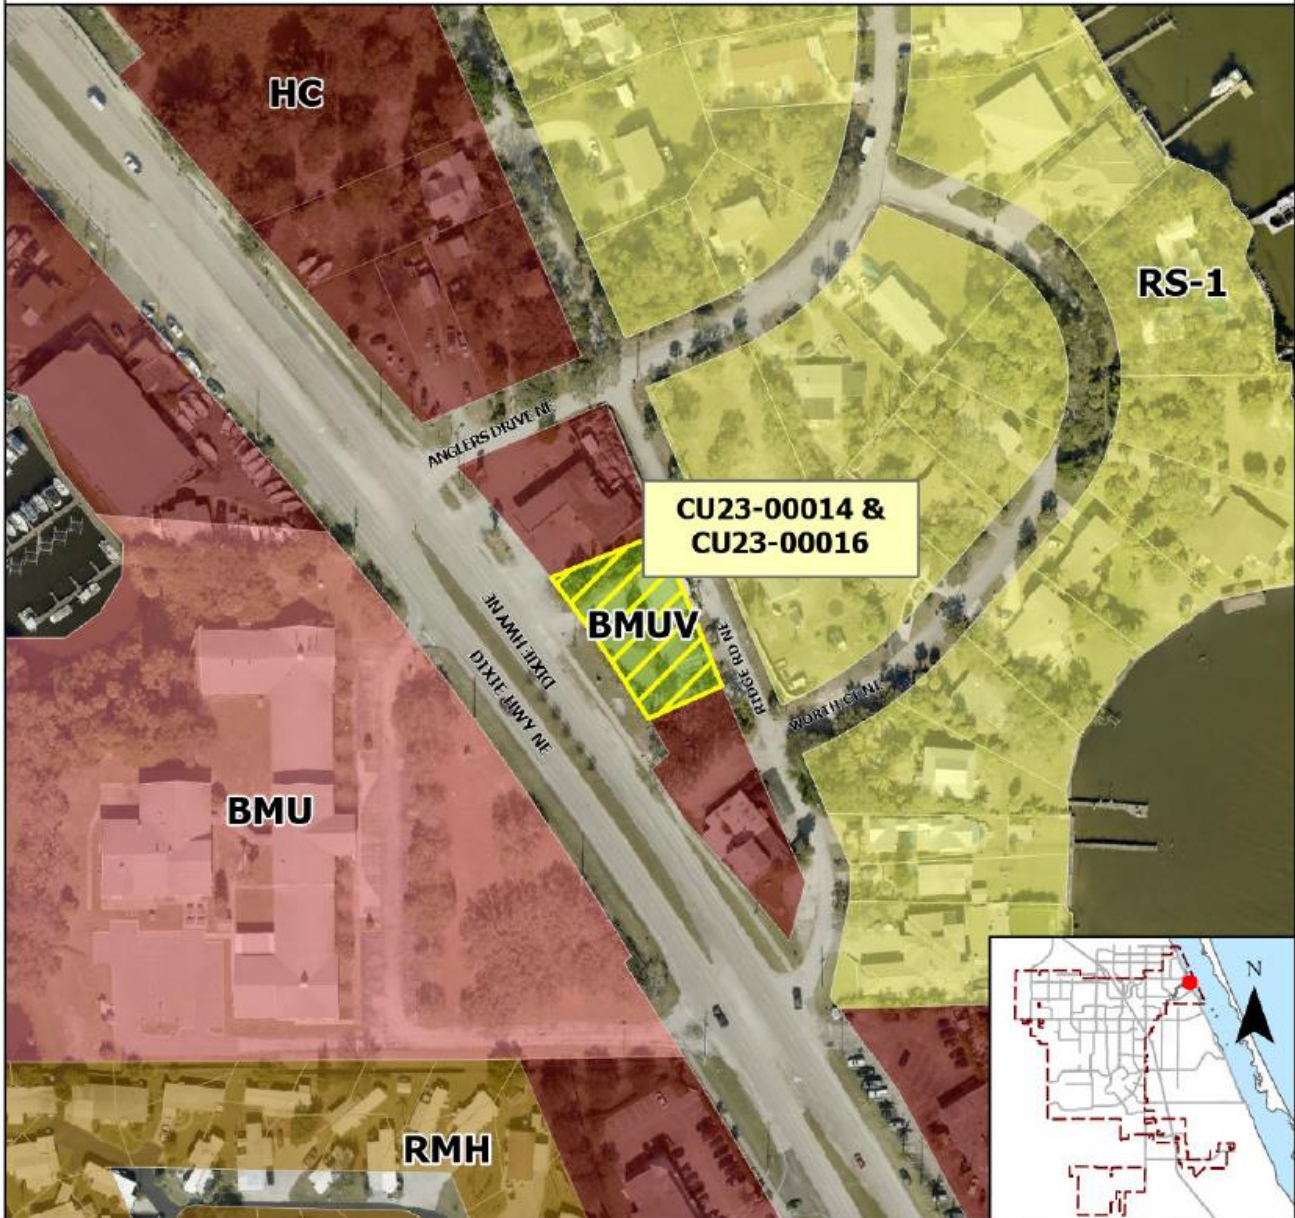 HC
RS-1
ANGLERS DRIVE NE
CU23-00014 &
CU23-00016
BMUV
DIXIE HWY NE
DIXIE HWY NE
RIDGE RD NE
WORTH CT NE
BMU
N
RMH